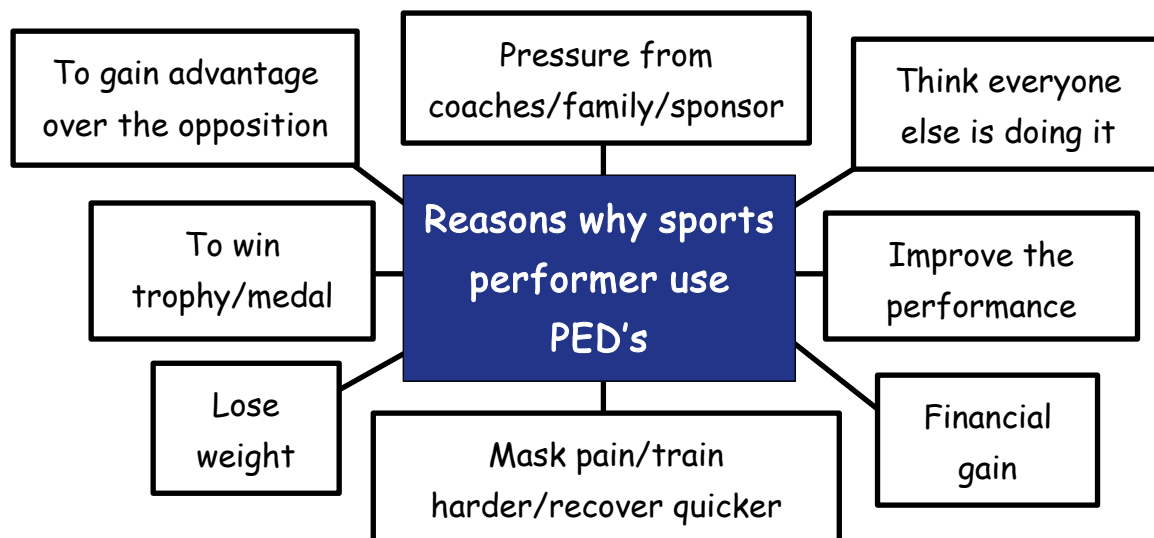 To gain advantage
over the opposition
Pressure from
coaches/family/sponsor
Think everyone
else is doing it
Reasons why sports
performer use
PED's
To win
trophy/medal
Improve the
performance
Lose
weight
Mask pain/train
harder/recover quicker
Financial
gain